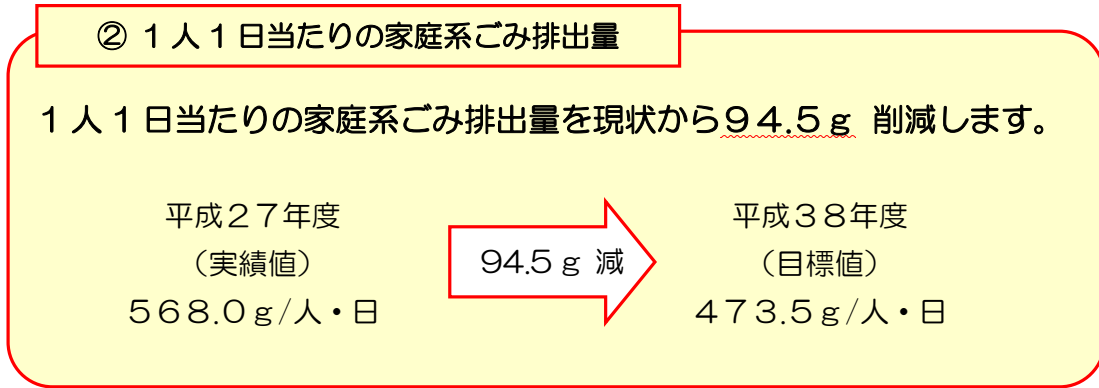 ② １人１日当たりの家庭系ごみ排出量
１人１日当たりの家庭系ごみ排出量を現状から９４.５ｇ 削減します。
平成２７年度
（実績値）
５６８.０ｇ/人・日
94.5ｇ 減
平成３８年度
（目標値）
４７３.５ｇ/人・日